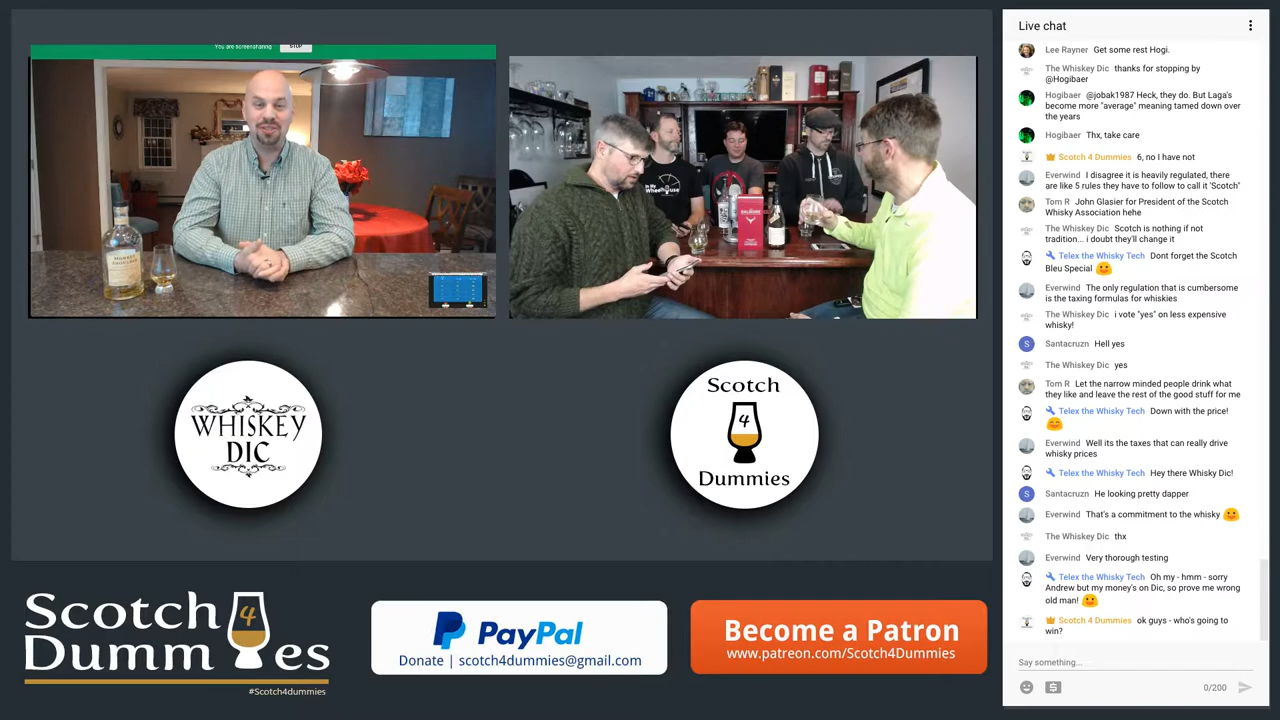 You are screensharing
STOP
MONKEY
SHOULDER
In My
Wheelhouse
DALMORE
WHISKEY
DIC
Scotch
4
Dummies
Scotch
4
Dumm es
#Scotch4dummies
PayPal
Donate | scotch4dummies@gmail.com
Become a Patron
www.patreon.com/Scotch4Dummies
Live chat
Lee Rayner Get some rest Hogi.
The Whiskey Dic thanks for stopping by
@Hogibaer
Hogibaer @jobak1987 Heck, they do. But Laga's
become more "average" meaning tamed down over
the years
Hogibaer Thx, take care
Scotch 4 Dummies 6, no I have not
Everwind I disagree it is heavily regulated, there
are like 5 rules they have to follow to call it 'Scotch"
Tom R John Glasier for President of the Scotch
Whisky Association hehe
The Whiskey Dic Scotch is nothing if not
tradition... i doubt they'll change it
Telex the Whisky Tech Dont forget the Scotch
Bleu Special
Everwind The only regulation that is cumbersome
is the taxing formulas for whiskies
The Whiskey Dic i vote "yes" on less expensive
whisky!
S
Santacruzn Hell yes
The Whiskey Dic yes
Tom R Let the narrow minded people drink what
they like and leave the rest of the good stuff for me
Telex the Whisky Tech Down with the price!
Everwind Well its the taxes that can really drive
whisky prices
Telex the Whisky Tech Hey there Whisky Dic!
S
Santacruzn He looking pretty dapper
Everwind That's a commitment to the whisky
The Whiskey Dic thx
Everwind Very thorough testing
Telex the Whisky Tech Oh my - hmm - sorry
Andrew but my money's on Dic, so prove me wrong
old man!
Scotch 4 Dummies ok guys - who's going to
win?
Say something...
0/200